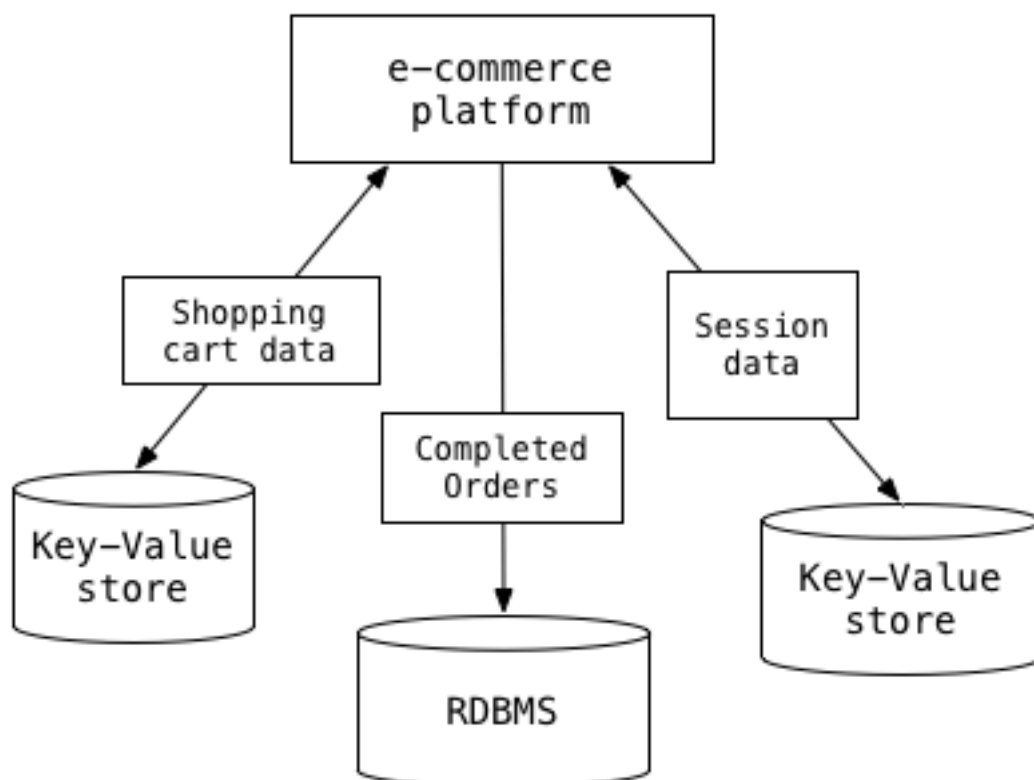 e-commerce
platform
Shopping
cart data
Session
data
Completed
Orders
Key-Value
store
Key-Value
store
RDBMS